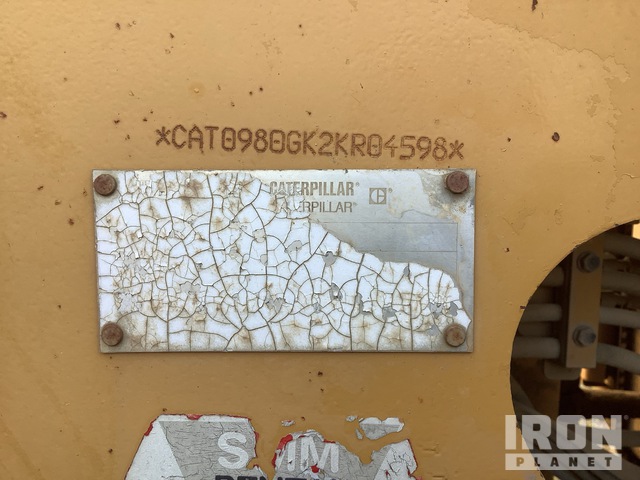 *CAT0980GK2KR04598*
CATERPILLAR®
CATERPILLAR®
IRON
PLANET